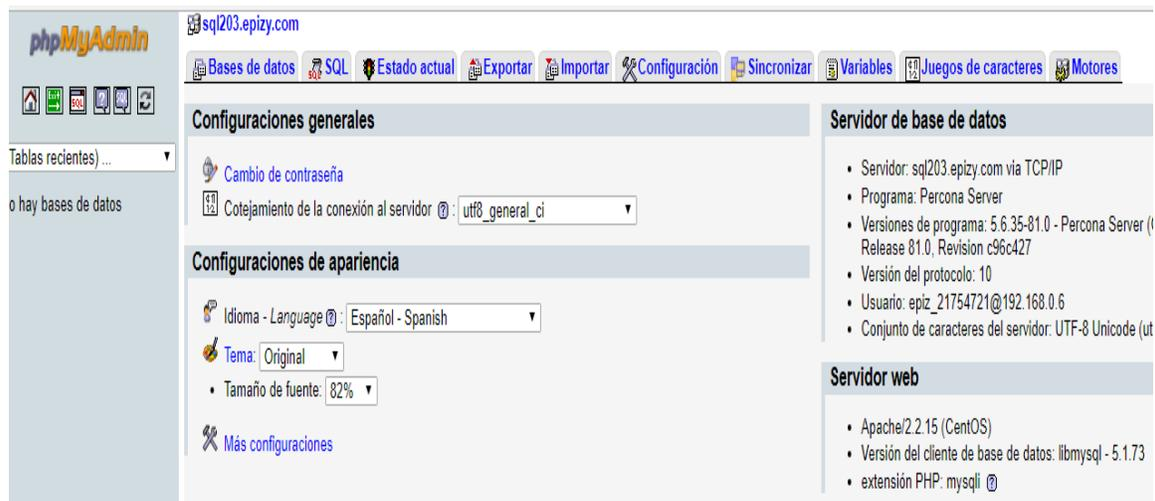 phpMyAdmin
Tablas recientes) ...
o hay bases de datos
sql203.epizy.com
Bases de datos SQL Estado actual Exportar Importar Configuración Sincronizar Variables Juegos de caracteres Motores
Configuraciones generales
Cambio de contraseña
Cotejamiento de la conexión al servidor : utf8_general_ci
Configuraciones de apariencia
Idioma - Language : Español - Spanish
Tema: Original
• Tamaño de fuente: 82%
Más configuraciones
Servidor de base de datos
• Servidor: sql203.epizy.com via TCP/IP
• Programa: Percona Server
• Versiones de programa: 5.6.35-81.0 - Percona Server (
Release 81.0, Revision c96c427
• Versión del protocolo: 10
• Usuario: epiz_21754721@192.168.0.6
• Conjunto de caracteres del servidor: UTF-8 Unicode (ut
Servidor web
• Apache/2.2.15 (CentOS)
• Versión del cliente de base de datos: libmysql - 5.1.73
• extensión PHP: mysqli